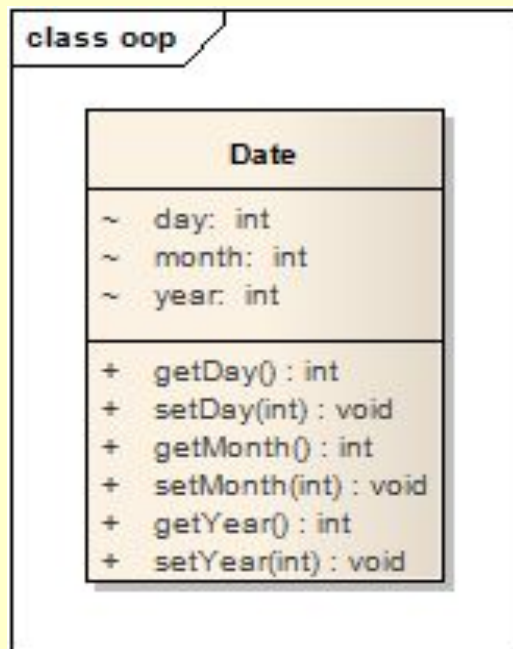 class oop
Date
~ day: int
~ month: int
~ year: int
+ getDay() : int
+ setDay(int) : void
+ getMonth() : int
+ setMonth(int) : void
+ getYear() : int
+ setYear(int) : void